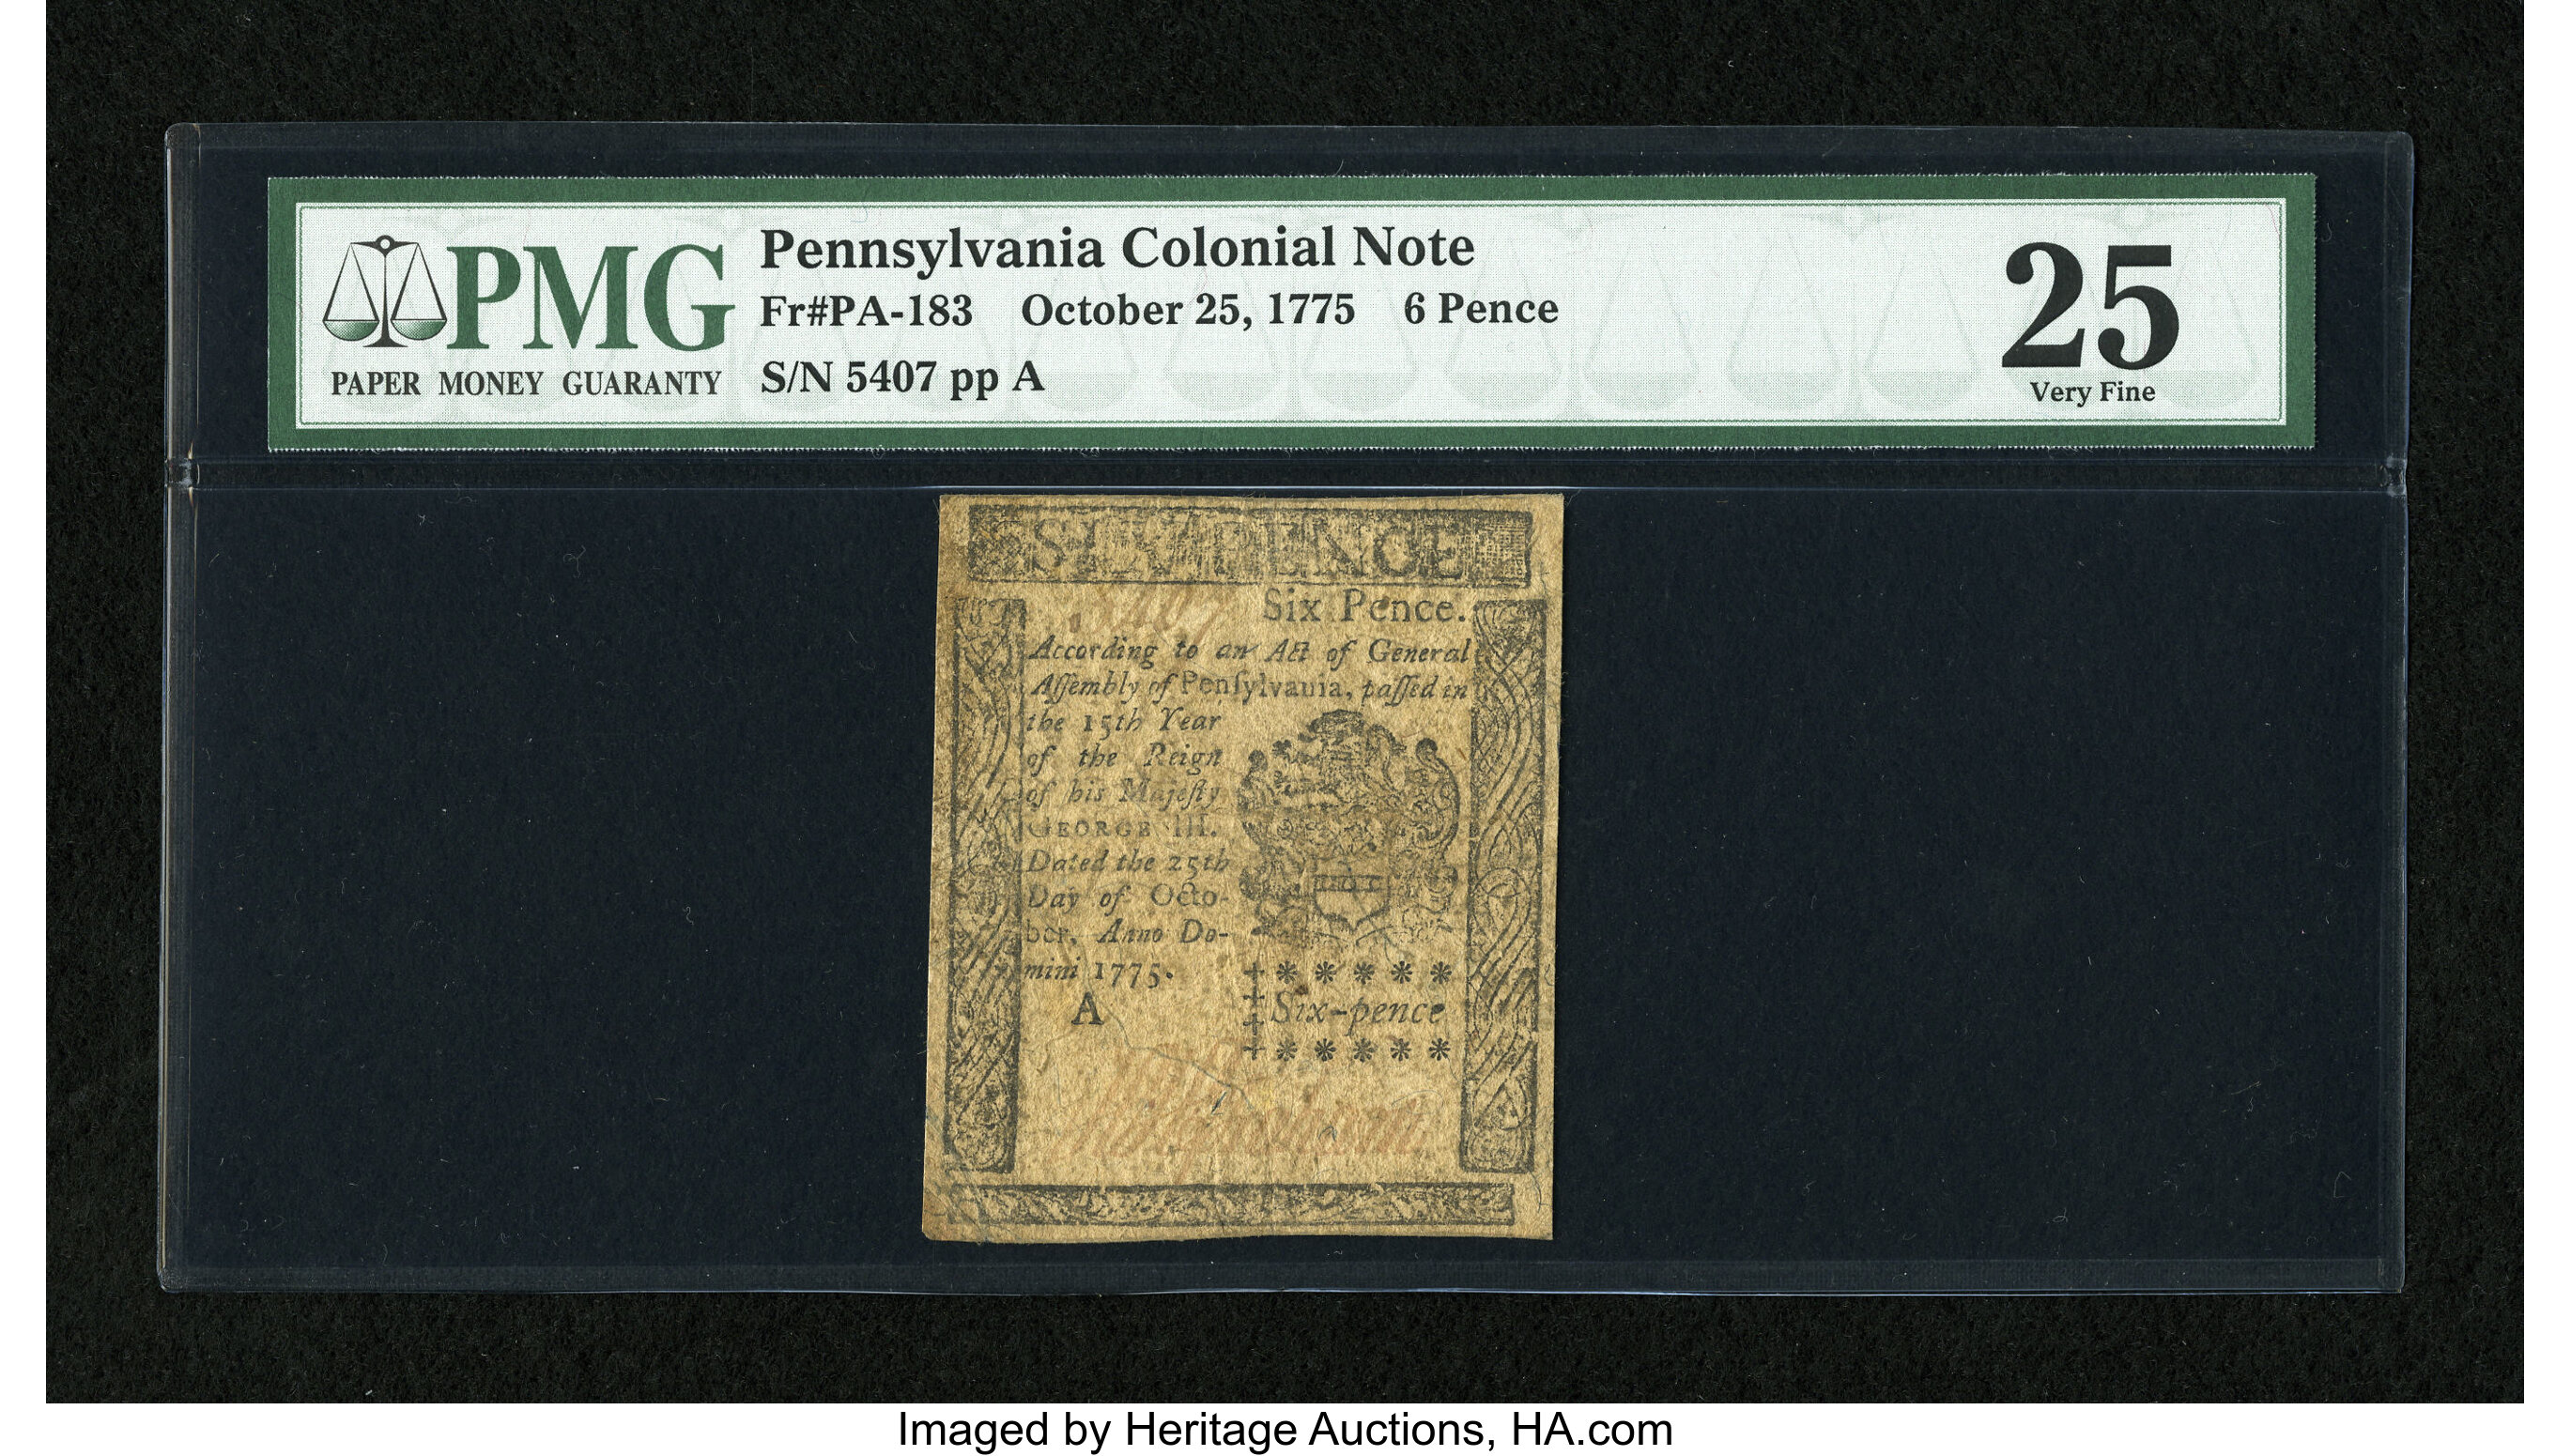 PMG
PAPER MONEY GUARANTY
Pennsylvania Colonial Note
Fr#PA-183 October 25, 1775 6 Pence
S/N 5407 pp A
25
Very Fine
SIX PENCE
5407 Six Pence.
According to an Act of General
Aſſembly of Penſylvania, paſſed in
the 15th Year
of the Reign
of his Majeſty
GEORGE III.
Dated the 25th
Day of Octo-
ber, Anno Do-
mini 1775.
‡ * * * * *
A
Six-pence
‡ * * * * *
Imaged by Heritage Auctions, HA.com